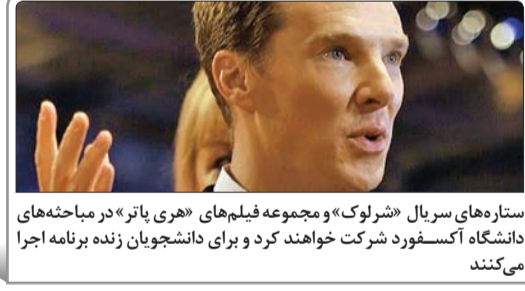 ستاره‌های سریال «شرلوک» و مجموعه فیلم‌های «هری پاتر» در مباحثه‌های
دانشگاه آکسفورد شرکت خواهند کرد و برای دانشجویان زنده برنامه اجرا
می‌کنند